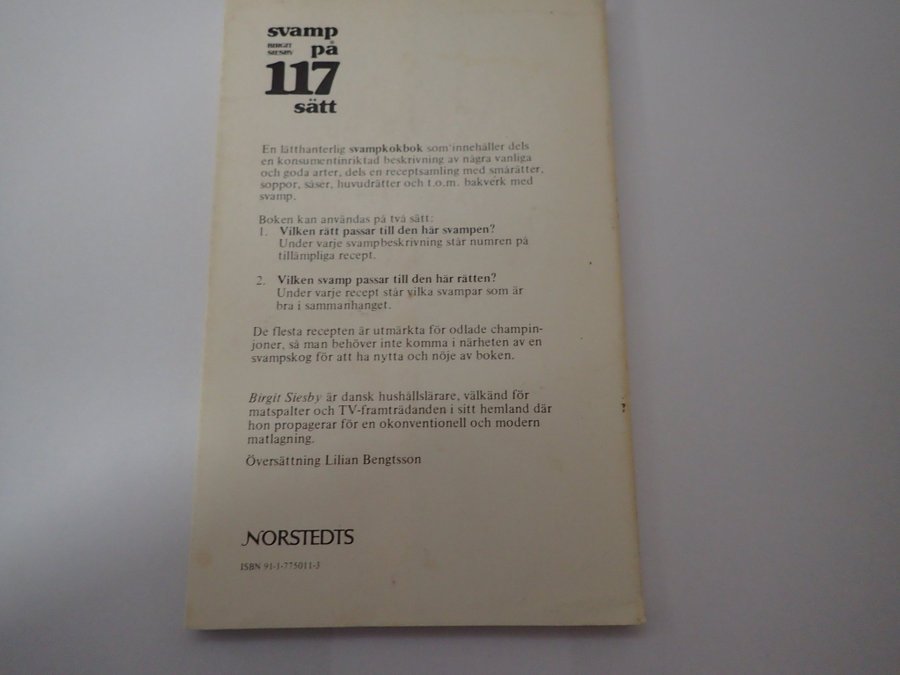 svamp
BIRGIT
SIESBY
på
117
sätt
En lätthanterlig svampkokbok som innehåller dels
en konsumentinriktad beskrivning av några vanliga
och goda arter, dels en receptsamling med smårätter,
soppor, såser, huvudrätter och t.o.m. bakverk med
svamp.
Boken kan användas på två sätt:
1. Vilken rätt passar till den här svampen?
Under varje svampbeskrivning står numren på
tillämpliga recept.
2. Vilken svamp passar till den här rätten?
Under varje recept står vilka svampar som är
bra i sammanhanget.
De flesta recepten är utmärkta för odlade champin-
joner, så man behöver inte komma i närheten av en
svampskog för att ha nytta och nöje av boken.
Birgit Siesby är dansk hushållslärare, välkänd för
matspalter och TV-framträdanden i sitt hemland där
hon propagerar för en okonventionell och modern
matlagning.
Översättning Lilian Bengtsson
NORSTEDTS
ISBN 91-1-775011-3